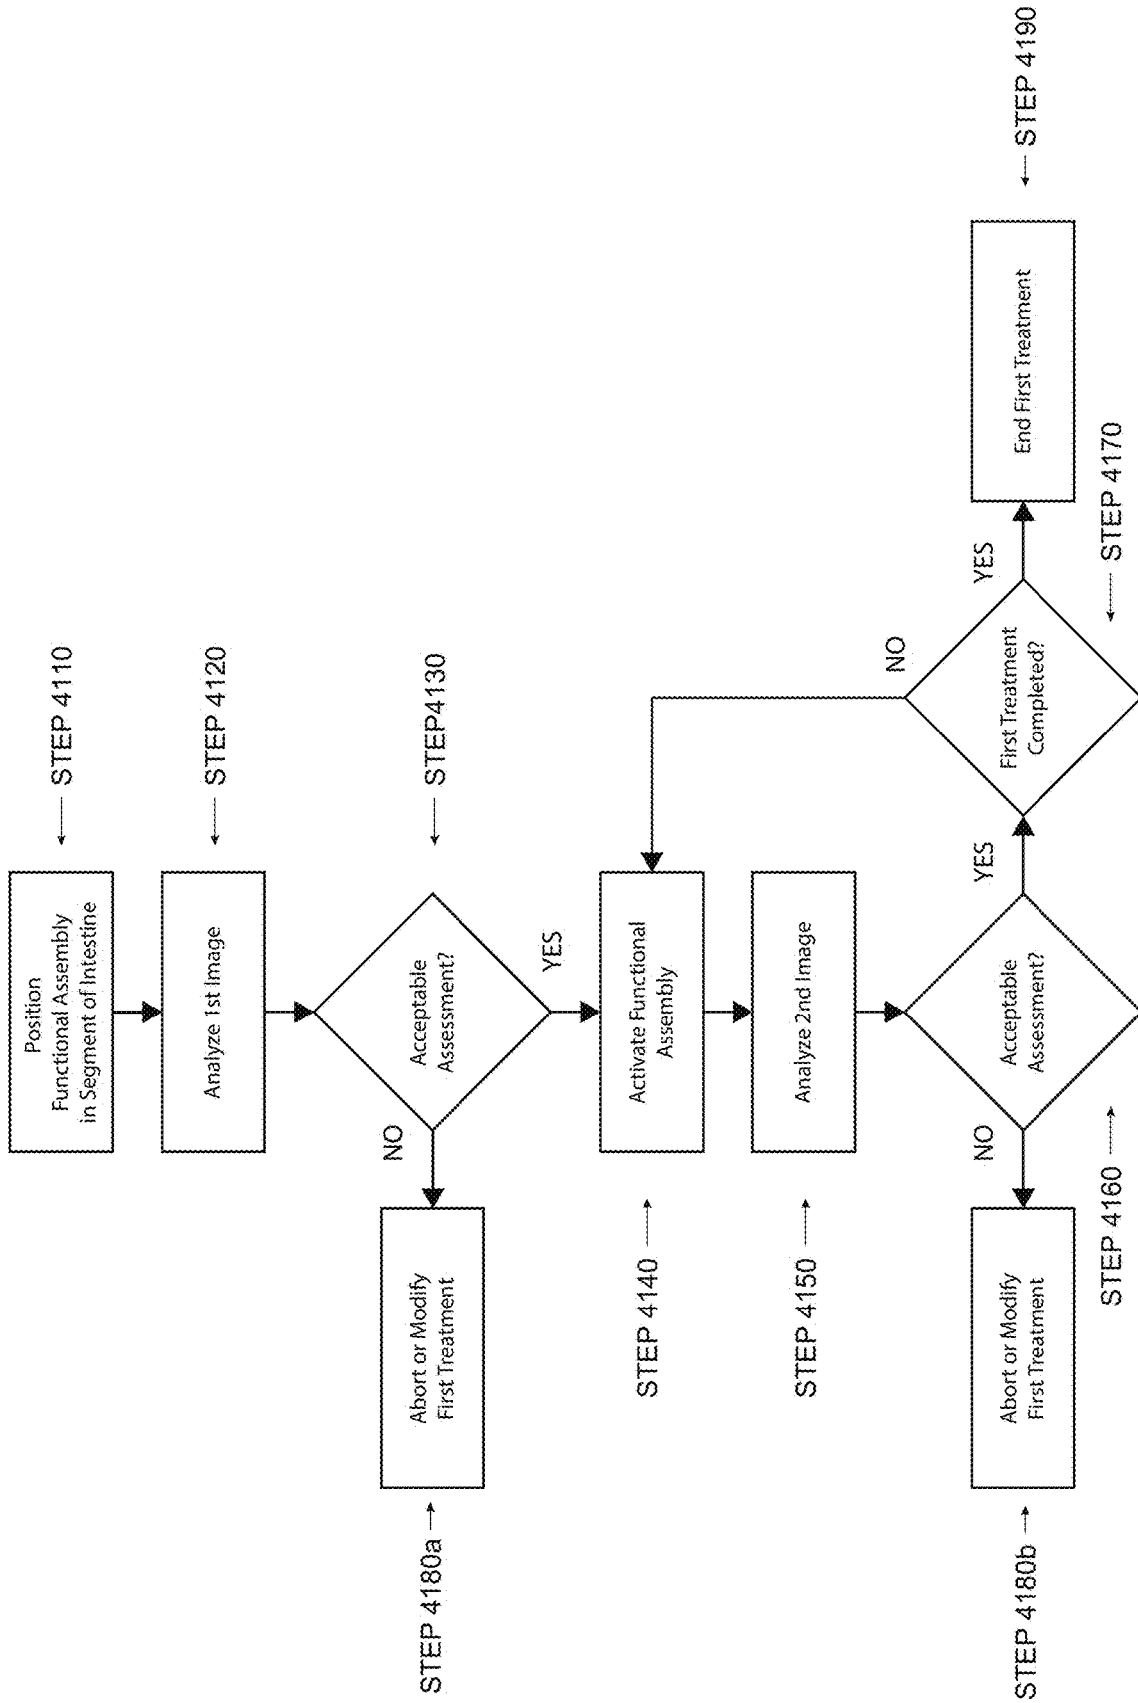 Position
Functional Assembly
in Segment of Intestine
STEP 4110
Analyze 1st Image
STEP 4120
Acceptable
Assessment?
STEP4130
NO
Abort or Modify
First Treatment
STEP 4180a
YES
Activate Functional
Assembly
STEP 4140
Analyze 2nd Image
STEP 4150
Acceptable
Assessment?
STEP 4160
NO
Abort or Modify
First Treatment
STEP 4180b
YES
First Treatment
Completed?
STEP 4170
NO
YES
End First Treatment
STEP 4190